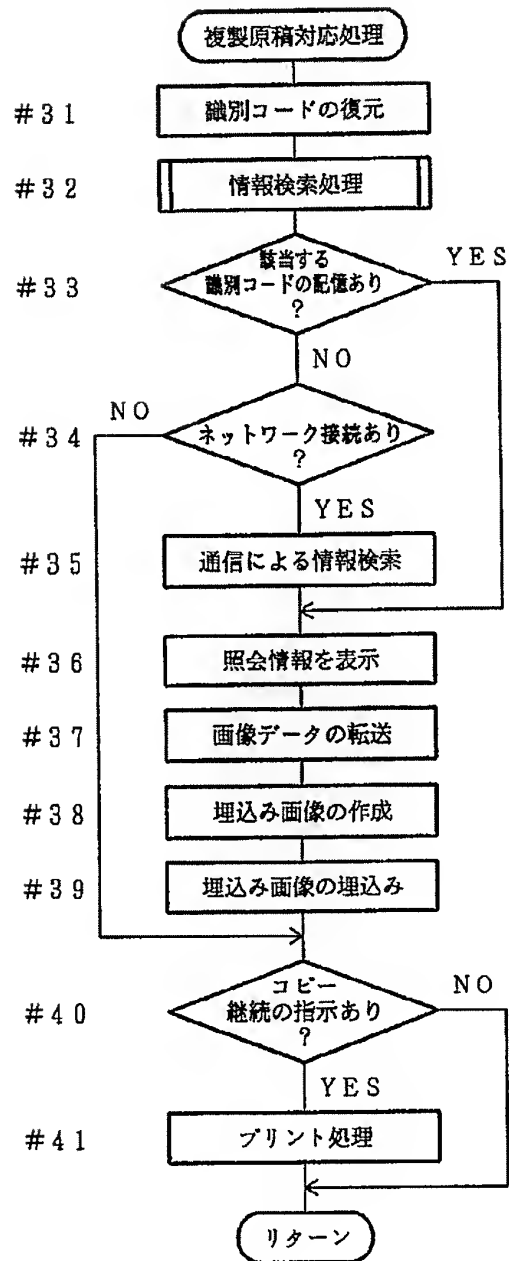 複製原稿対応処理
#31
識別コードの復元
#32
情報検索処理
#33
該当する
識別コードの記憶あり
?
YES
NO
#34
ネットワーク接続あり
?
NO
YES
#35
通信による情報検索
#36
照会情報を表示
#37
画像データの転送
#38
埋込み画像の作成
#39
埋込み画像の埋込み
#40
コピー
継続の指示あり
?
NO
YES
#41
プリント処理
リターン